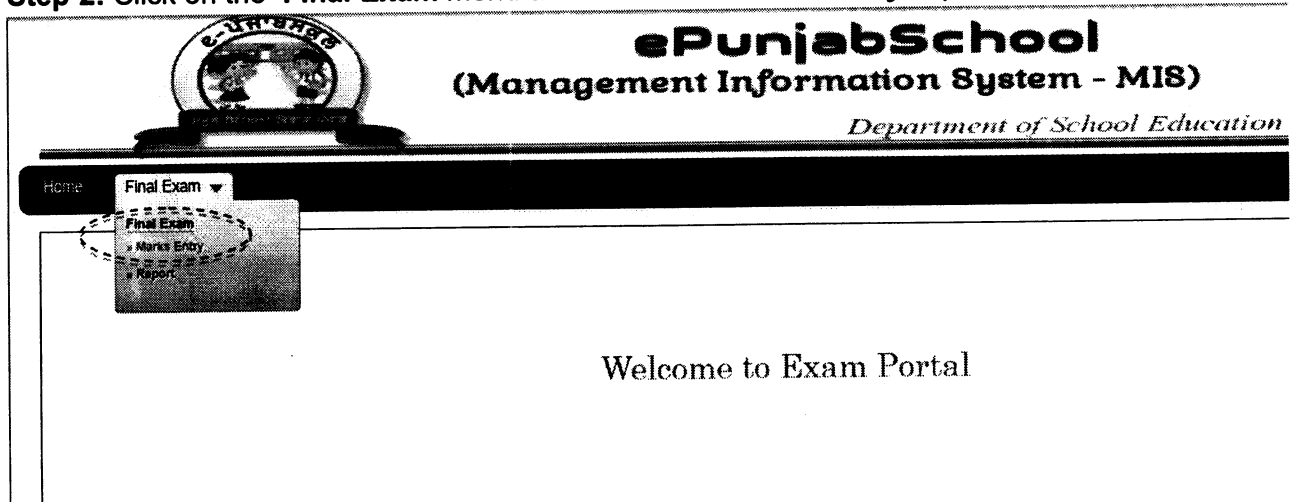 Step 2: Click on the Final Exam
ਈ-ਪੰਜਾਬਸਕੂਲ
ePunjabSchool
(Management Information System - MIS)
Department of School Education
Home
Final Exam
Final Exam
» Marks Entry
» Report
Welcome to Exam Portal